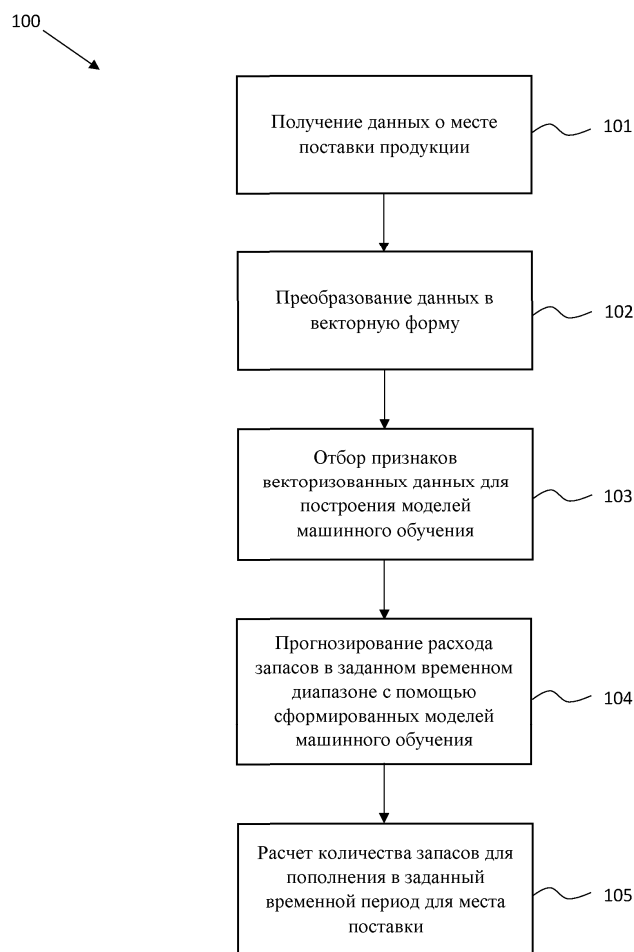 100
Получение данных о месте
поставки продукции
101
Преобразование данных в
векторную форму
102
Отбор признаков
векторизованных данных для
построения моделей
машинного обучения
103
Прогнозирование расхода
запасов в заданном временном
диапазоне с помощью
сформированных моделей
машинного обучения
104
Расчет количества запасов для
пополнения в заданный
временной период для места
поставки
105